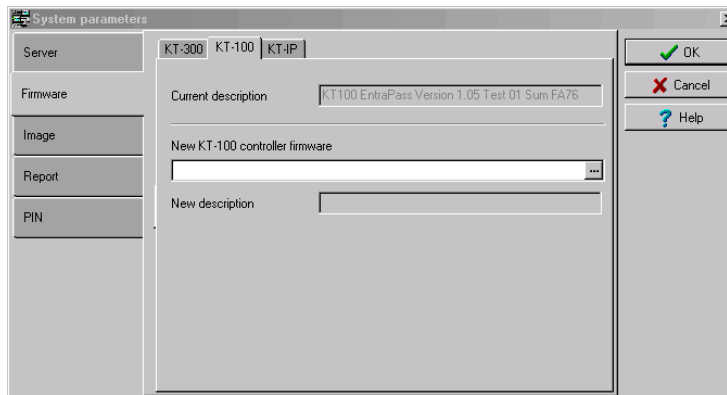 System parameters
Server
Firmware
Image
Report
PIN
KT-300 KT-100 KT-IP
Current description KT100 EntraPass Version 1.05 Test 01 Sum FA76
New KT-100 controller firmware
...
New description
OK
Cancel
Help